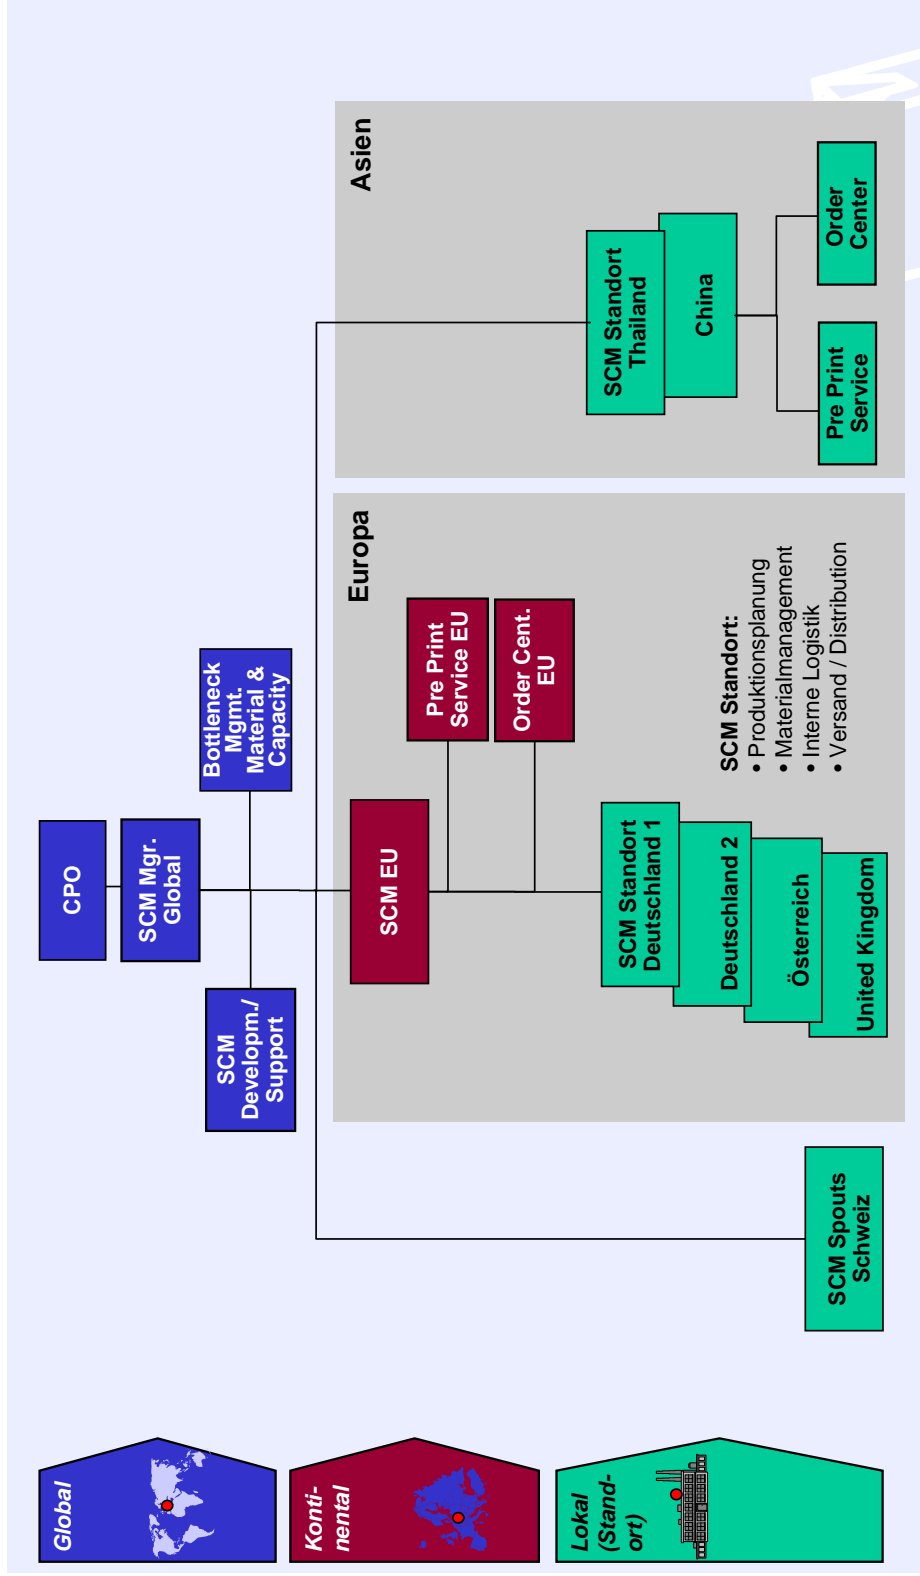 Global
CPO
SCM Mgr.
Global
SCM
Developm./
Support
Bottleneck
Mgmt.
Material &
Capacity
Konti-
nental
Europa
SCM EU
Pre Print
Service EU
Order Cent.
EU
Asien
Lokal
(Stand-
ort)
SCM Spouts
Schweiz
SCM Standort
Deutschland 1
Deutschland 2
Österreich
United Kingdom
SCM Standort:
• Produktionsplanung
• Materialmanagement
• Interne Logistik
• Versand / Distribution
SCM Standort
Thailand
China
Pre Print
Service
Order
Center